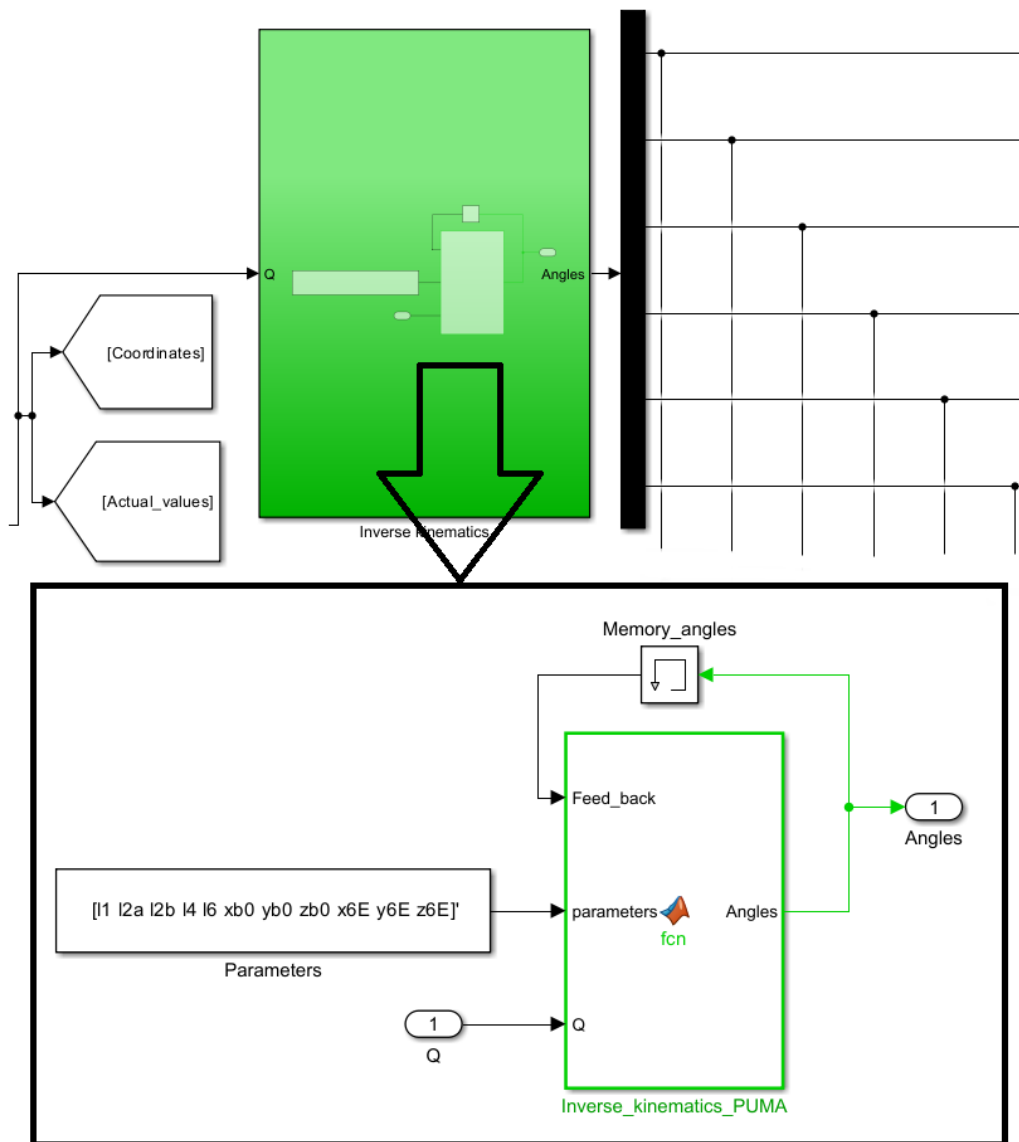 Q
Angles
[Coordinates]
[Actual_values]
Inverse kinematics
Memory_angles
Feed_back
1
Angles
[l1 l2a l2b l4 l6 xb0 yb0 zb0 x6E y6E z6E]'
parameters
Angles
fcn
Parameters
1
Q
Q
Inverse_kinematics_PUMA